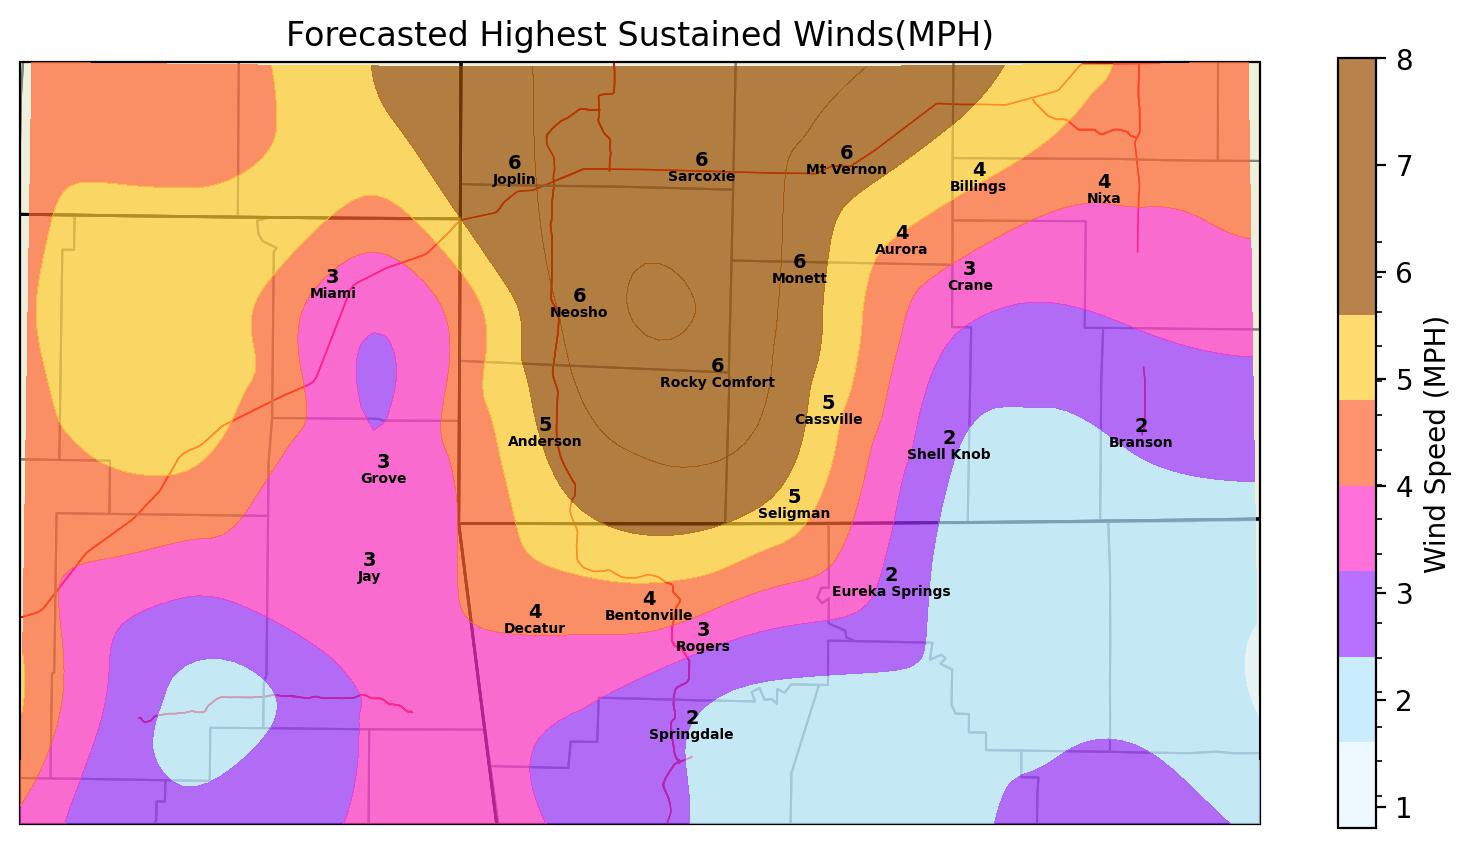 Forecasted Highest Sustained Winds(MPH)
6
Joplin
6
Sarcoxie
6
Mt Vernon
4
Billings
4
Nixa
4
Aurora
3
Crane
6
Monett
3
Miami
6
Neosho
6
Rocky Comfort
5
Cassville
5
Anderson
2
Shell Knob
2
Branson
3
Grove
5
Seligman
3
Jay
2
Eureka Springs
4
Decatur
4
Bentonville
3
Rogers
2
Springdale
8
7
6
5
4
3
2
1
Wind Speed (MPH)